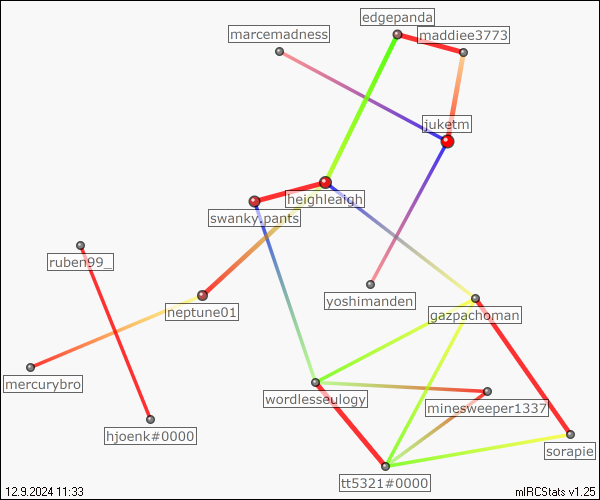 edgepanda
marcemadness
maddiee3773
juketm
heighleaigh
swanky.pants
ruben99_
yoshimanden
neptune01
gazpachoman
mercurybro
wordlesseulogy
minesweeper1337
hjoenk#0000
sorapie
tt5321#0000
12.9.2024 11:33
mIRCStats v1.25